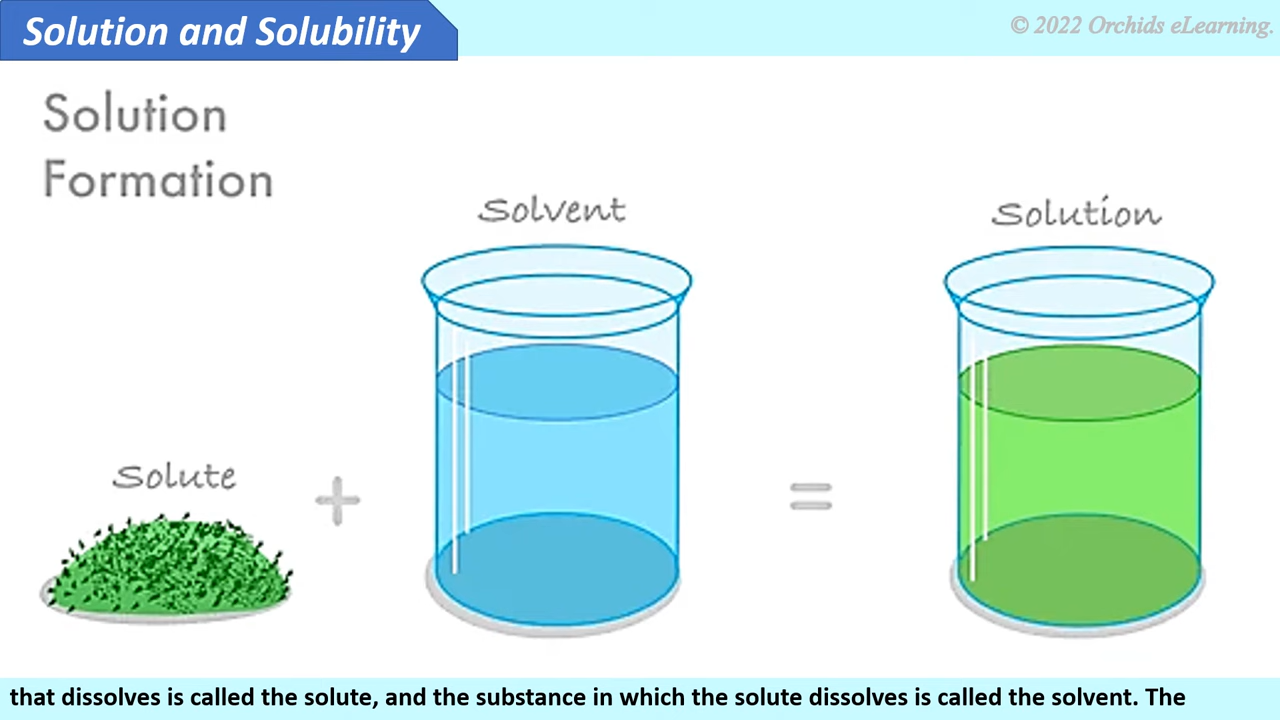 Solution and Solubility
© 2022 Orchids eLearning.
Solution
Formation
Solvent
Solution
Solute
+
=
that dissolves is called the solute, and the substance in which the solute dissolves is called the solvent. The